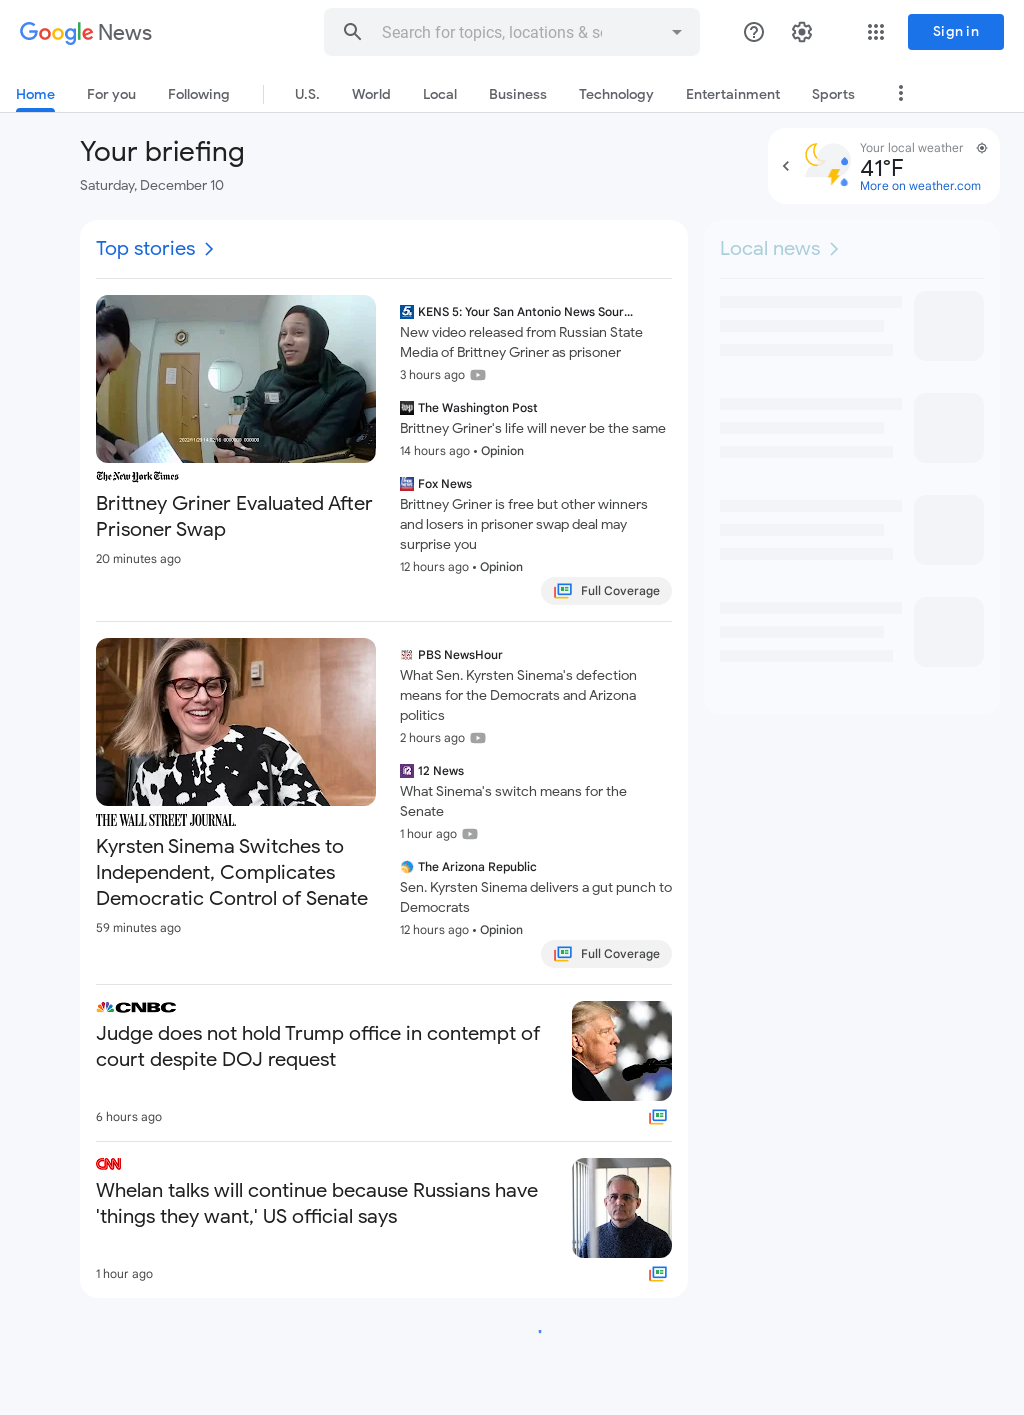 Google News
Search for topics, locations & s
Sign in
Home
For you
Following
U.S.
World
Local
Business
Technology
Entertainment
Sports
Your briefing
Saturday, December 10
Your local weather
41°F
More on weather.com
Top stories
The New York Times
Brittney Griner Evaluated After
Prisoner Swap
20 minutes ago
KENS 5: Your San Antonio News Sour...
New video released from Russian State
Media of Brittney Griner as prisoner
3 hours ago
The Washington Post
Brittney Griner's life will never be the same
14 hours ago • Opinion
Fox News
Brittney Griner is free but other winners
and losers in prisoner swap deal may
surprise you
12 hours ago • Opinion
Full Coverage
THE WALL STREET JOURNAL.
Kyrsten Sinema Switches to
Independent, Complicates
Democratic Control of Senate
59 minutes ago
PBS NewsHour
What Sen. Kyrsten Sinema's defection
means for the Democrats and Arizona
politics
2 hours ago
12 News
What Sinema's switch means for the
Senate
1 hour ago
The Arizona Republic
Sen. Kyrsten Sinema delivers a gut punch to
Democrats
12 hours ago • Opinion
Full Coverage
CNBC
Judge does not hold Trump office in contempt of
court despite DOJ request
6 hours ago
CNN
Whelan talks will continue because Russians have
'things they want,' US official says
1 hour ago
Local news